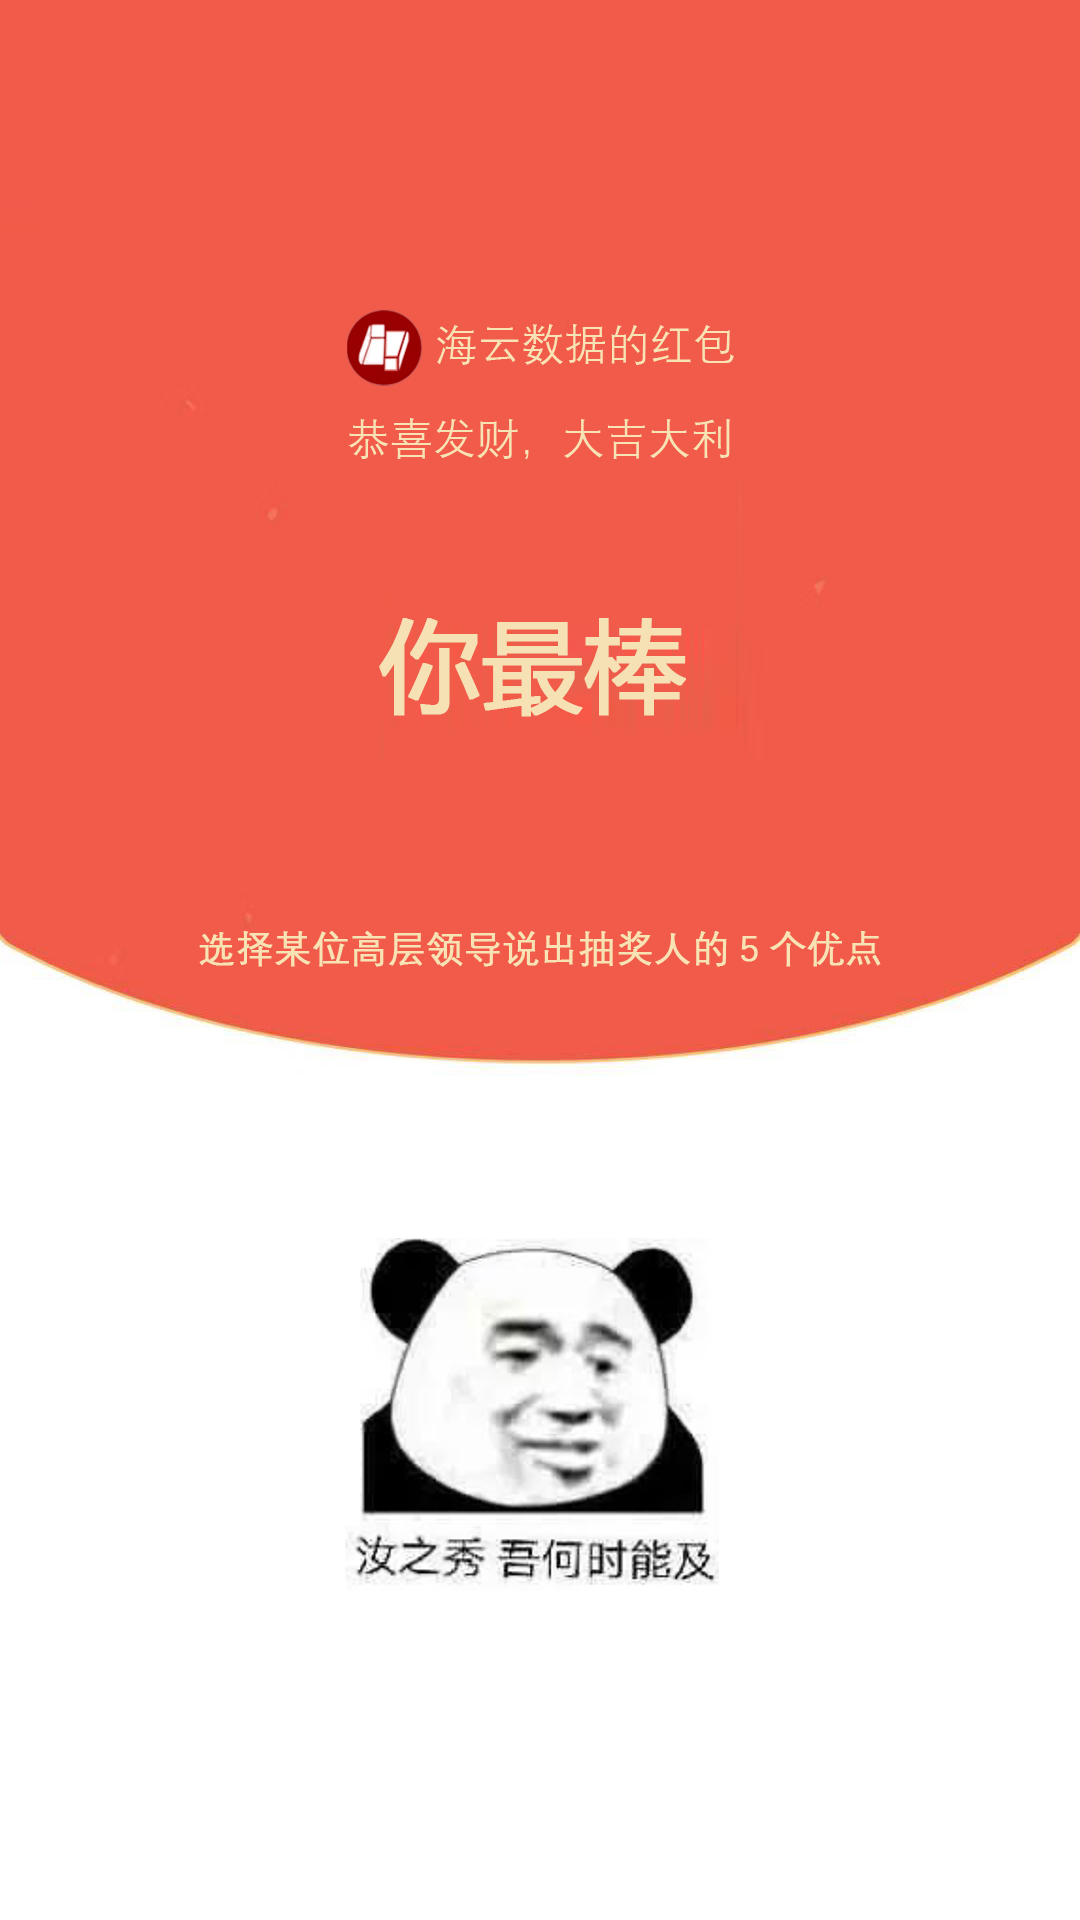 海云数据的红包
恭喜发财，大吉大利
你最棒
选择某位高层领导说出抽奖人的 5 个优点
汝之秀 吾何时能及